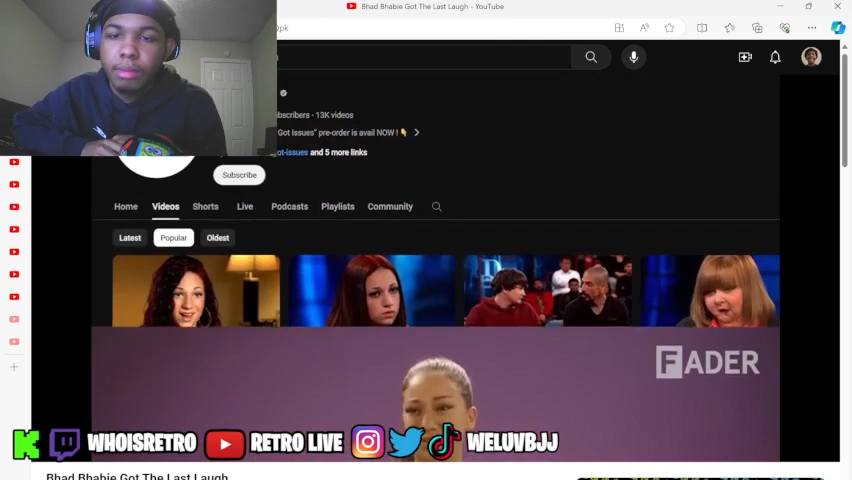 Bhad Bhabie Got The Last Laugh - YouTube
scribers · 13K videos
Got Issues" pre-order is avail NOW !
ot-issues and 5 more links
Subscribe
Home Videos Shorts Live Podcasts Playlists Community
Latest Popular Oldest
FADER
WHOISRETRO RETRO LIVE WELUVBJJ
Bhad Bhabie Got The Last Laugh